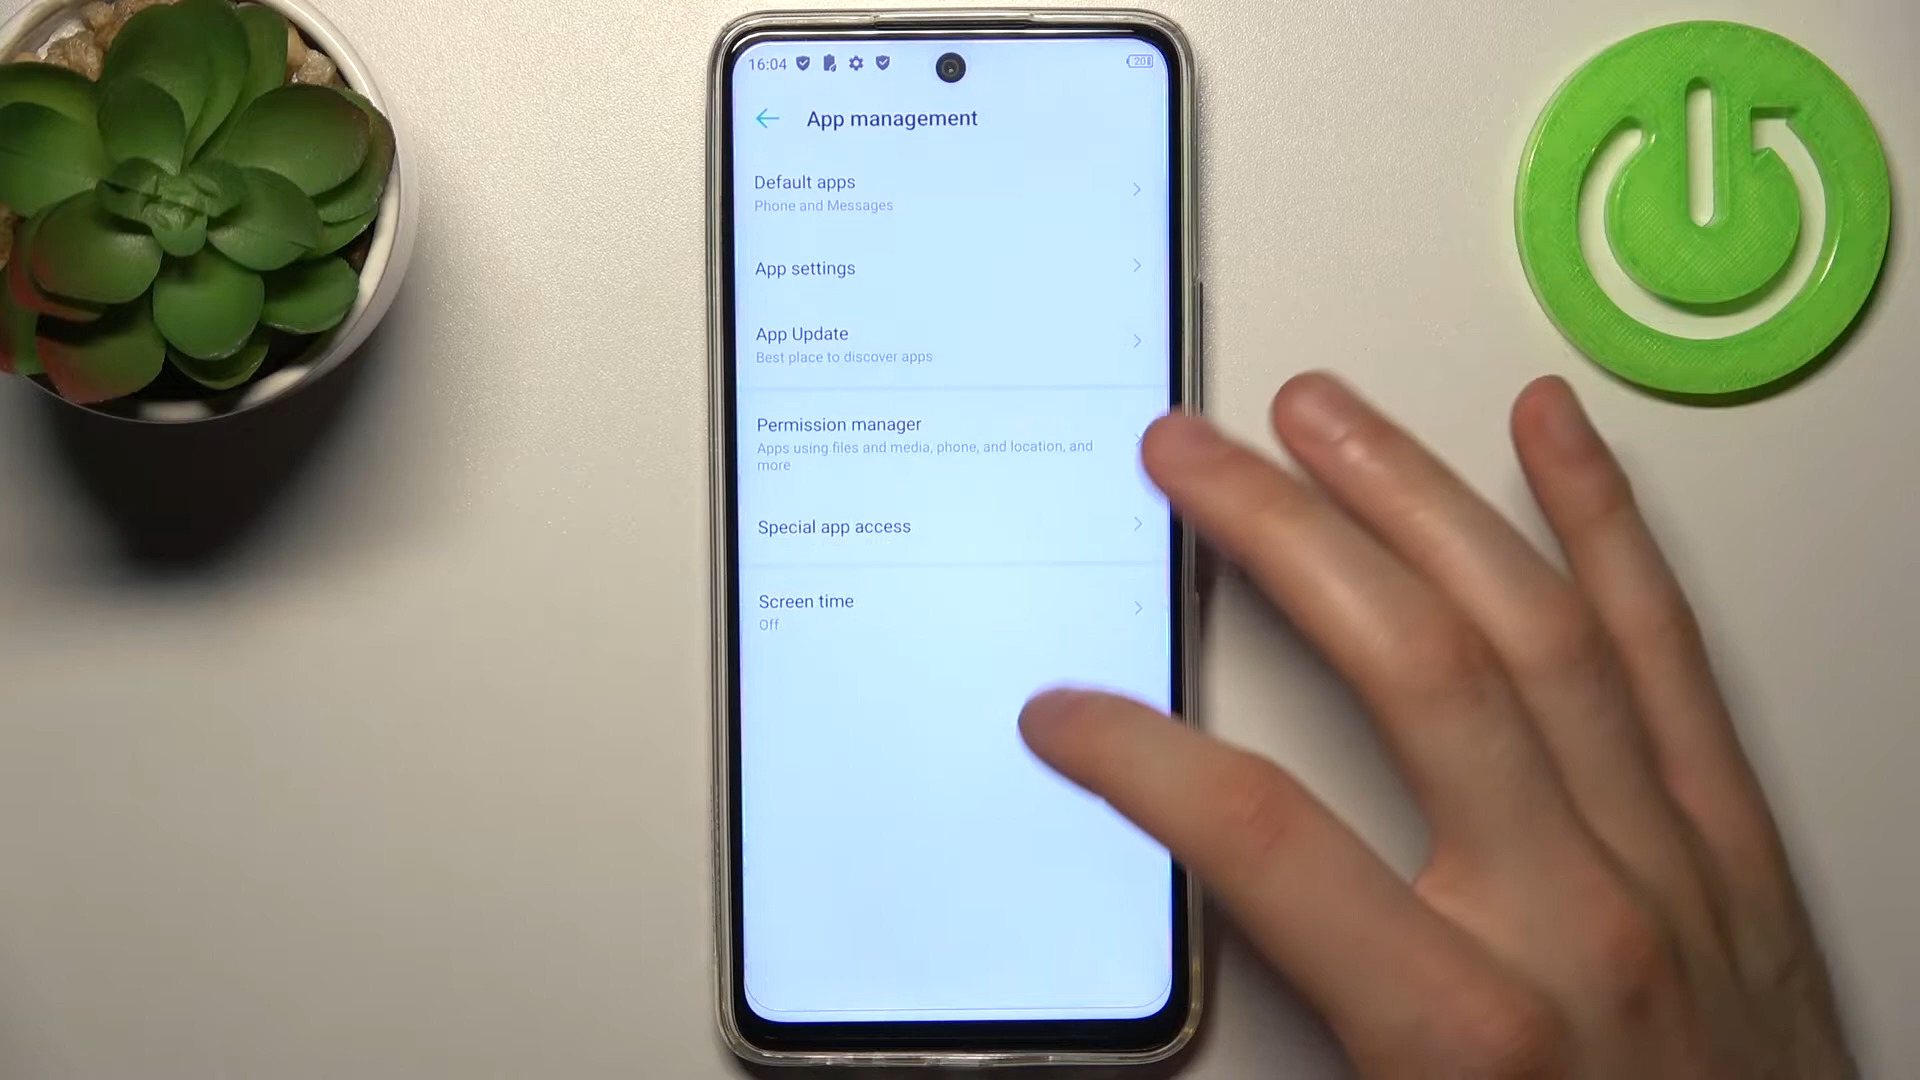 16:04
20
App management
Default apps
Phone and Messages
App settings
App Update
Best place to discover apps
Permission manager
Apps using files and media, phone, and location, and
more
Special app access
Screen time
Off